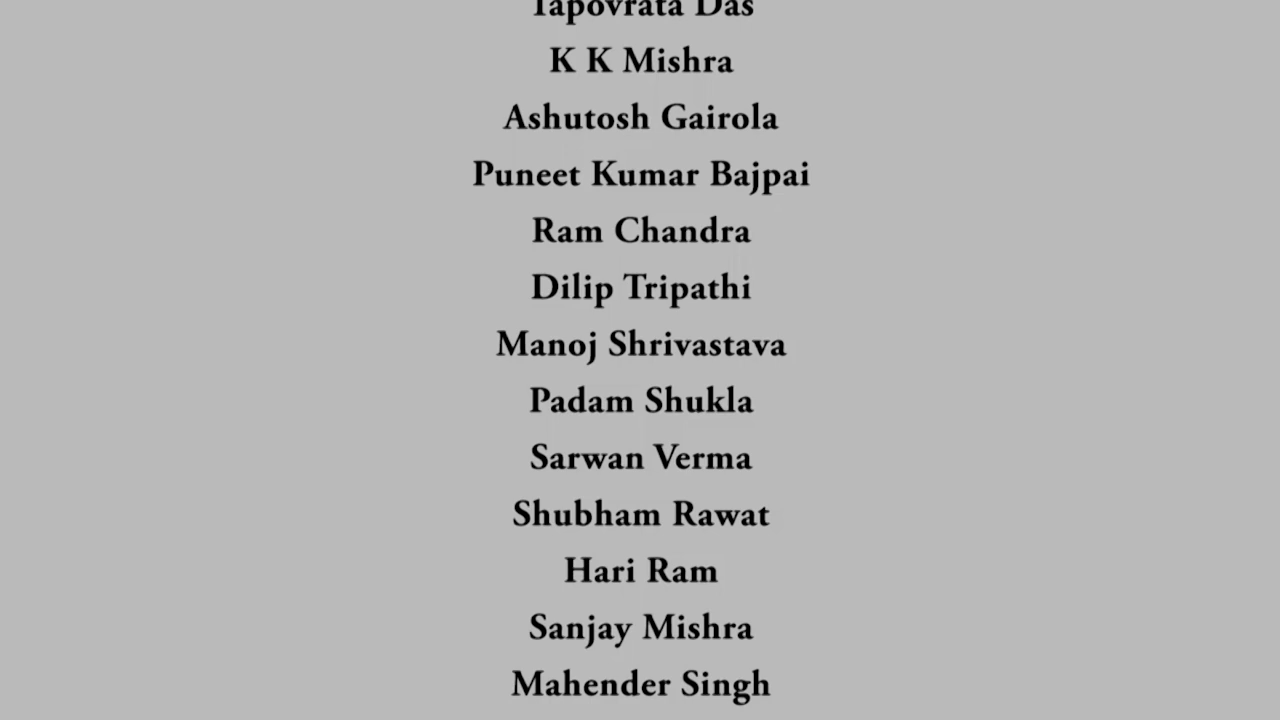 Tapovrata Das
K K Mishra
Ashutosh Gairola
Puneet Kumar Bajpai
Ram Chandra
Dilip Tripathi
Manoj Shrivastava
Padam Shukla
Sarwan Verma
Shubham Rawat
Hari Ram
Sanjay Mishra
Mahender Singh